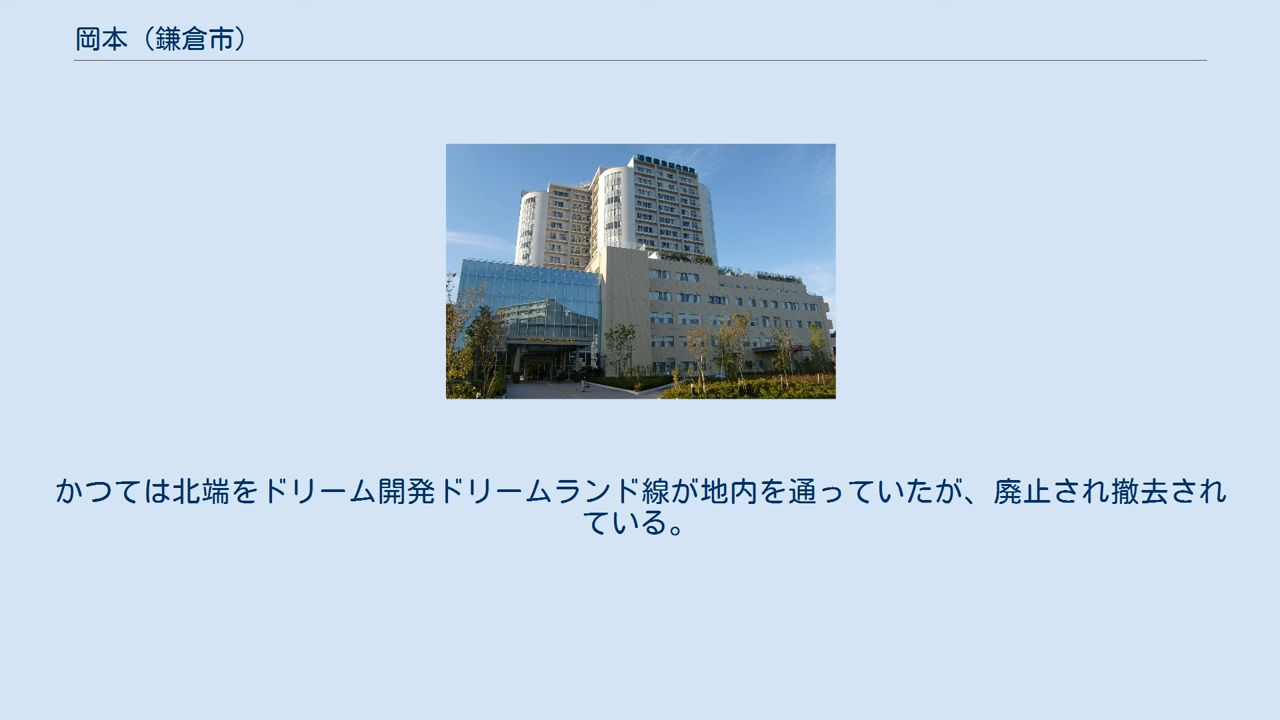 岡本（鎌倉市）
かつては北端をドリーム開発ドリームランド線が地内を通っていたが、廃止され撤去され
ている。